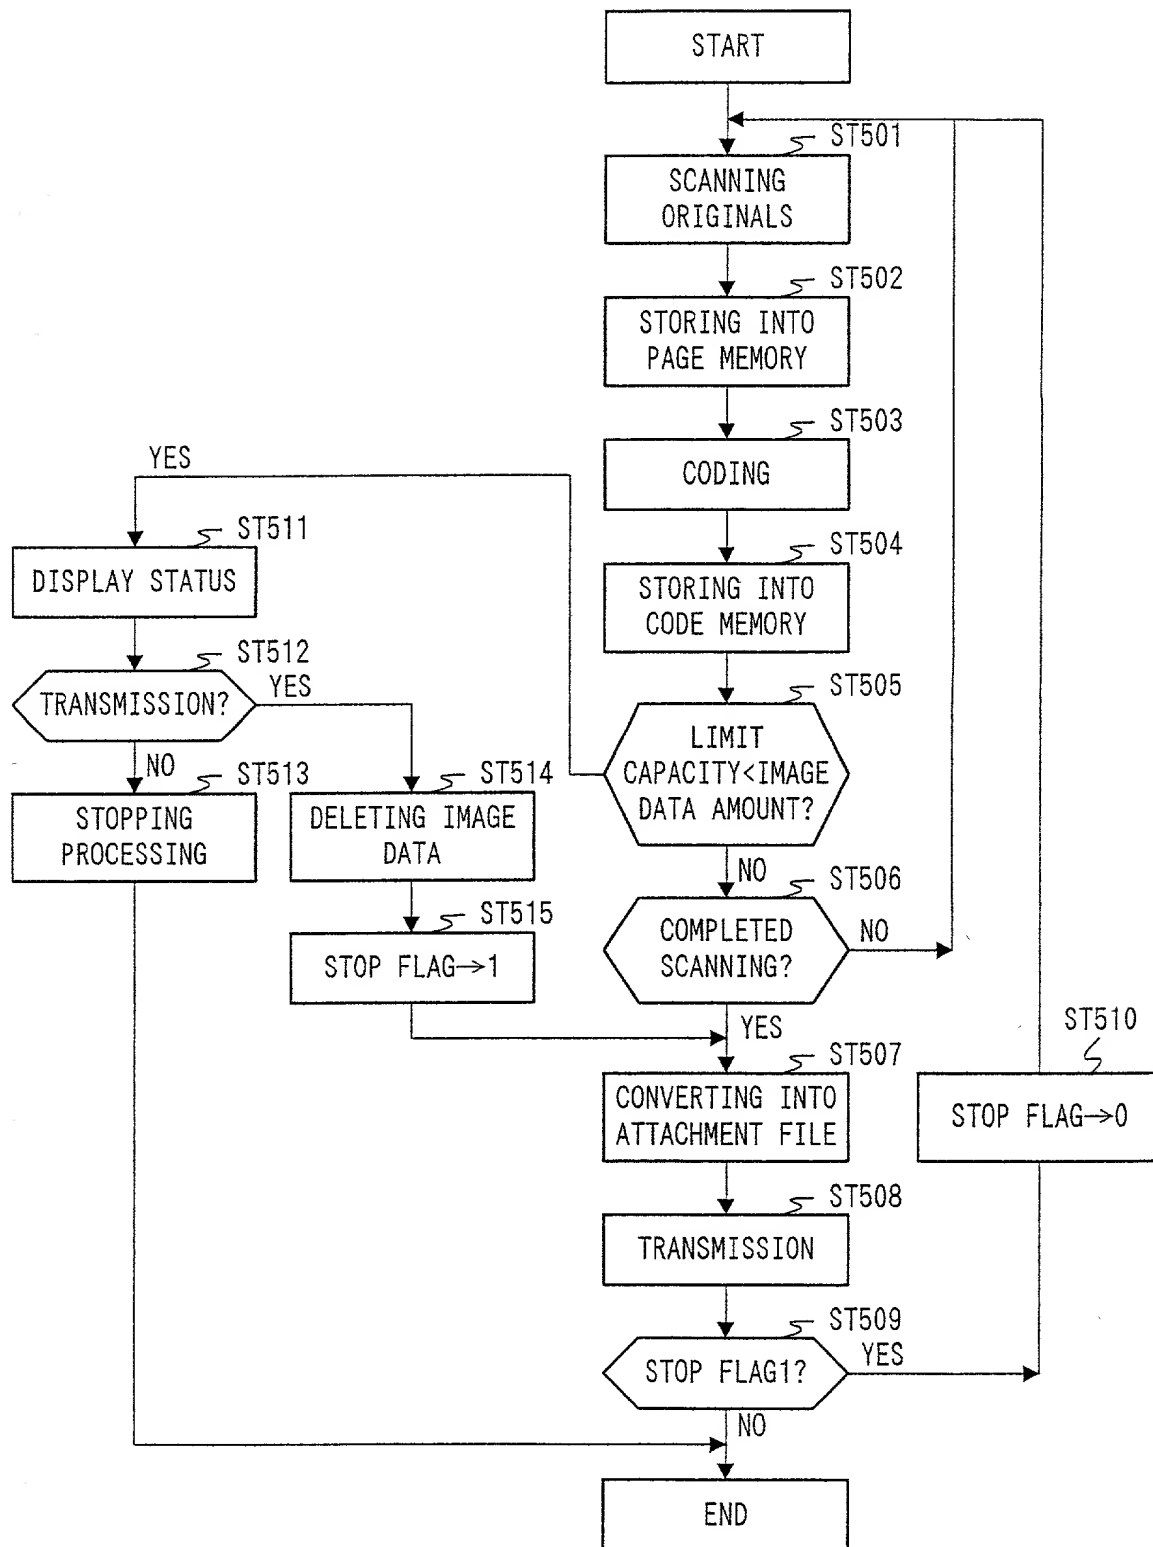 START
ST501
SCANNING
ORIGINALS
ST502
STORING INTO
PAGE MEMORY
ST503
CODING
YES
ST511
DISPLAY STATUS
ST504
STORING INTO
CODE MEMORY
ST512
TRANSMISSION?
YES
NO
ST505
LIMIT
CAPACITY<IMAGE
DATA AMOUNT?
NO
ST513
STOPPING
PROCESSING
ST514
DELETING IMAGE
DATA
ST506
COMPLETED
SCANNING?
NO
YES
ST515
STOP FLAG→1
ST507
CONVERTING INTO
ATTACHMENT FILE
ST510
STOP FLAG→0
ST508
TRANSMISSION
ST509
STOP FLAG1?
YES
NO
END